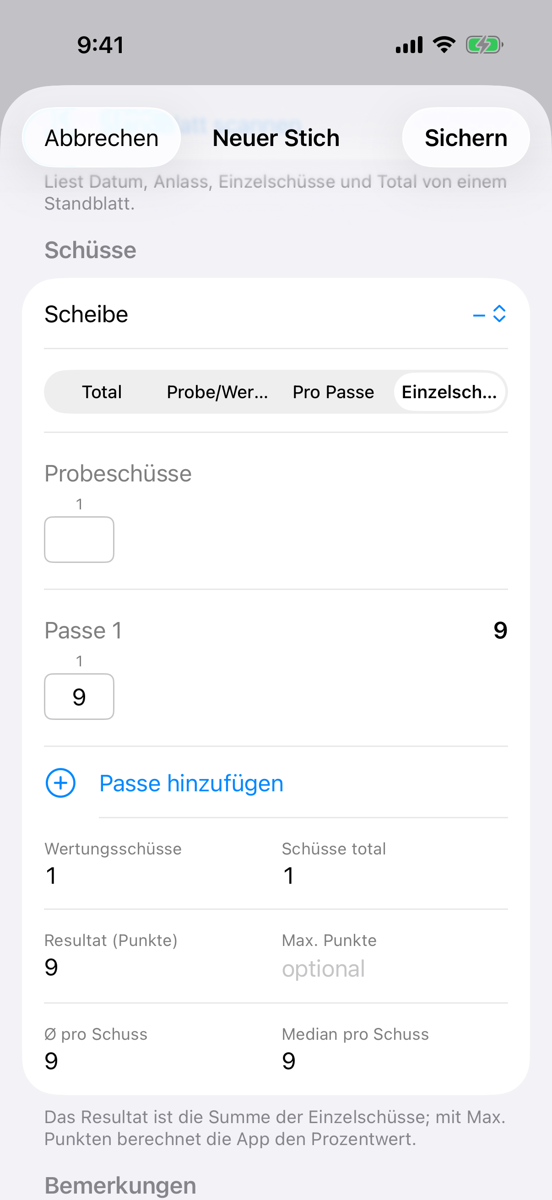 9:41
Abbrechen
Neuer Stich
Sichern
Liest Datum, Anlass, Einzelschüsse und Total von einem
Standblatt.
Schüsse
Scheibe
–
Total
Probe/Wer...
Pro Passe
Einzelsch...
Probeschüsse
1
Passe 1
9
1
9
Passe hinzufügen
Wertungsschüsse
Schüsse total
1
1
Resultat (Punkte)
Max. Punkte
9
optional
Ø pro Schuss
Median pro Schuss
9
9
Das Resultat ist die Summe der Einzelschüsse; mit Max.
Punkten berechnet die App den Prozentwert.
Bemerkungen